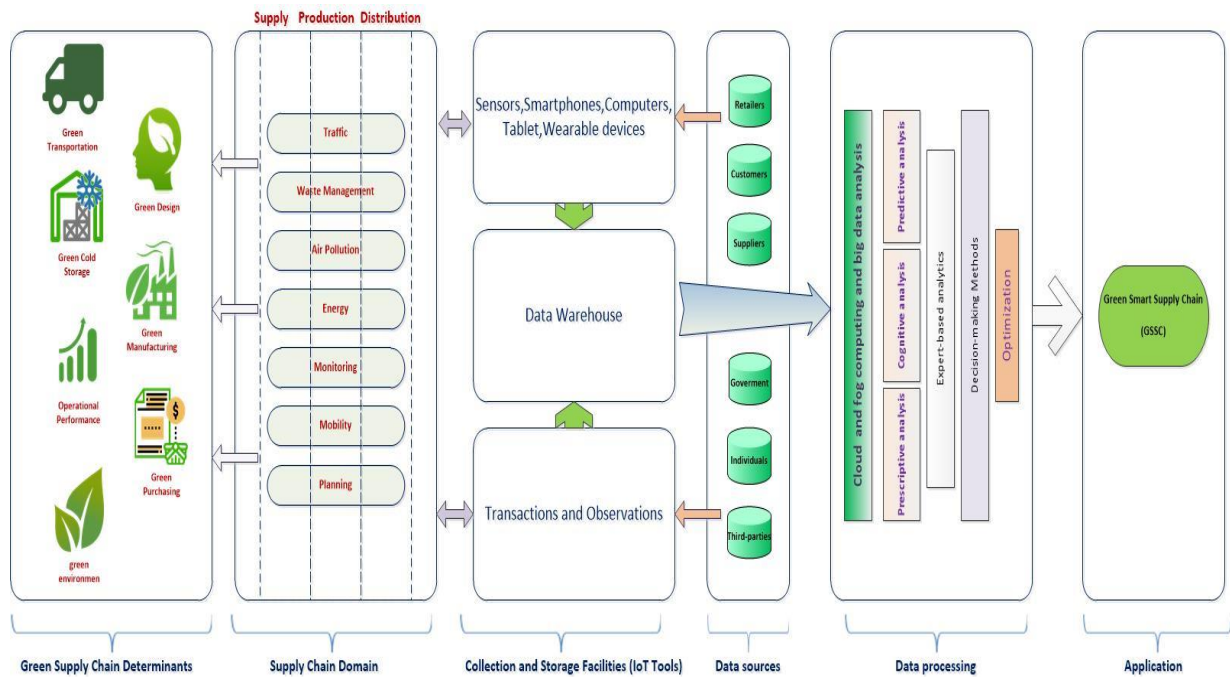 Supply Production Distribution
Green
Transportation
Green Design
Green Cold
Storage
Green
Manufacturing
Operational
Performance
Green
Purchasing
green
environmen
Traffic
Waste Management
Air Pollution
Energy
Monitoring
Mobility
Planning
Sensors,Smartphones,Computers,
Tablet,Wearable devices
Data Warehouse
Transactions and Observations
Retailers
Customers
Suppliers
Goverment
Individuals
Third-parties
Cloud and fog computing and big data analysis
Predictive analysis
Cognitive analysis
Prescriptive analysis
Expert-based analytics
Decision-making Methods
Optimization
Green Smart Supply Chain
(GSSC)
Green Supply Chain Determinants
Supply Chain Domain
Collection and Storage Facilities (IoT Tools)
Data sources
Data processing
Application